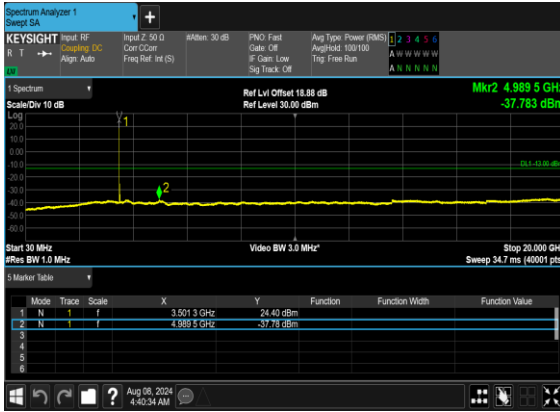 Spectrum Analyzer 1
Swept SA
+
KEYSIGHT
R T
Input: RF
Coupling: DC
Align: Auto
Input Z: 50 Ω
Corr CCorr
Freq Ref: Int (S)
#Atten: 30 dB
PNO: Fast
Gate: Off
IF Gain: Low
Sig Track: Off
Avg Type: Power (RMS)
Avg|Hold: 100/100
Trig: Free Run
1 2 3 4 5 6
A W W W W W
A N N N N N
1 Spectrum
Scale/Div 10 dB
Ref Lvl Offset 18.88 dB
Ref Level 30.00 dBm
Mkr2 4.989 5 GHz
-37.783 dBm
Log
20.0
10.0
0.00
-10.0
-20.0
-30.0
-40.0
-50.0
-60.0
1
2
DL1 -13.00 dBm
Start 30 MHz
#Res BW 1.0 MHz
Video BW 3.0 MHz*
Stop 20.000 GHz
Sweep 34.7 ms (40001 pts)
5 Marker Table
Mode Trace Scale X Y Function Function Width Function Value
1 N 1 f 3.501 3 GHz 24.40 dBm
2 N 1 f 4.989 5 GHz -37.78 dBm
3
4
5
6
?
Aug 08, 2024
4:40:34 AM